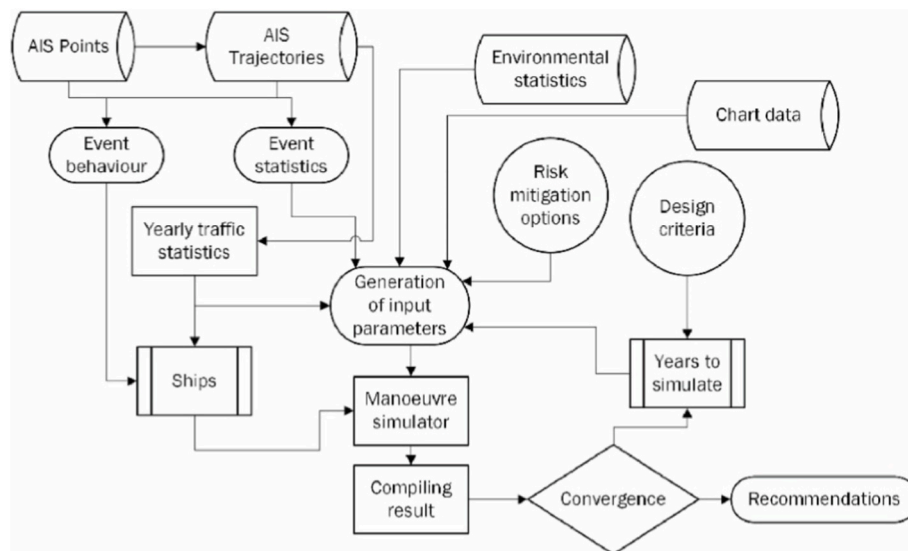 AIS Points
AIS
Trajectories
Environmental
statistics
Chart data
Event
behaviour
Event
statistics
Risk
mitigation
options
Design
criteria
Yearly traffic
statistics
Generation
of input
parameters
Ships
Years to
simulate
Manoeuvre
simulator
Compiling
result
Convergence
Recommendations